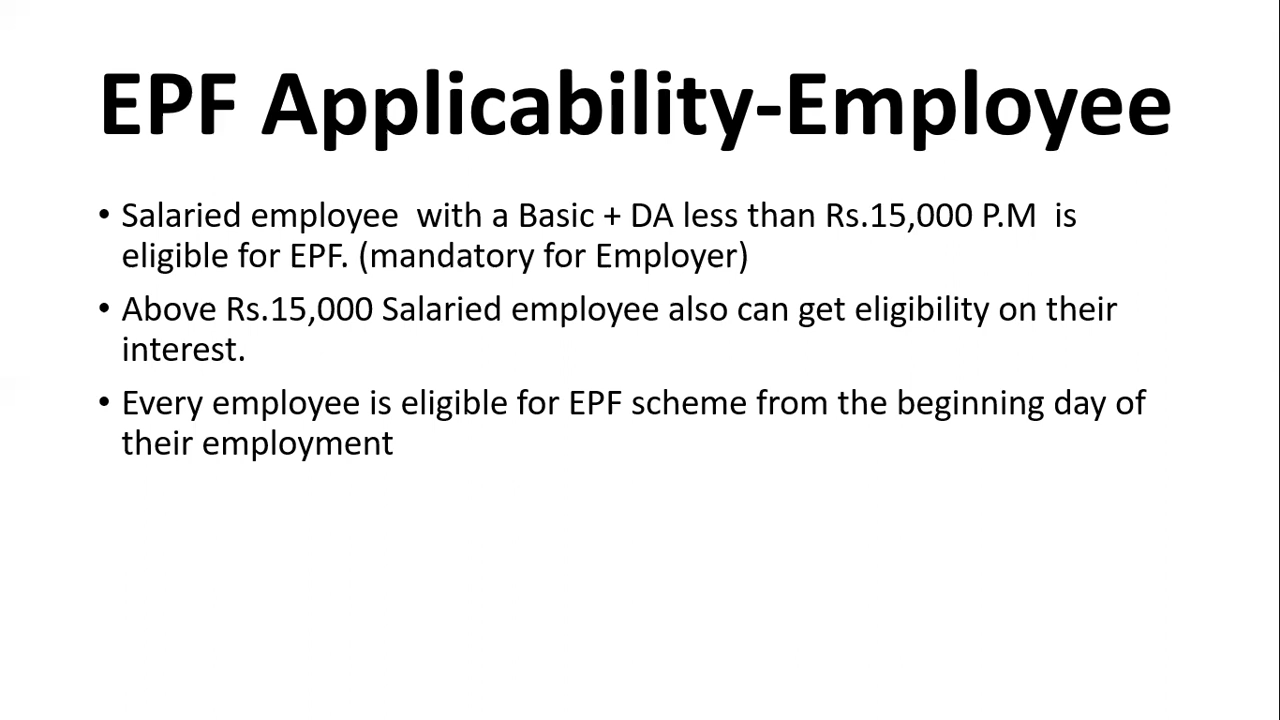 EPF Applicability-Employee
• Salaried employee  with a Basic + DA less than Rs.15,000 P.M  is
eligible for EPF. (mandatory for Employer)
• Above Rs.15,000 Salaried employee also can get eligibility on their
interest.
• Every employee is eligible for EPF scheme from the beginning day of
their employment